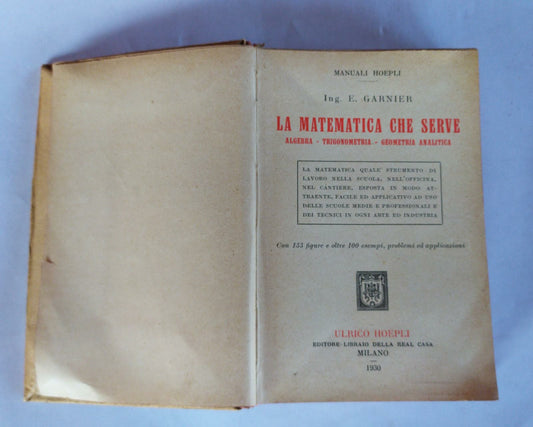 MANUALI HOEPLI
Ing. E. GARNIER
LA MATEMATICA CHE SERVE
ALGEBRA - TRIGONOMETRIA - GEOMETRIA ANALITICA
LA MATEMATICA QUALE STRUMENTO DI
LAVORO NELLA SCUOLA, NELL'OFFICINA,
NEL CANTIERE, ESPOSTA IN MODO AT-
TRAENTE, FACILE ED APPLICATIVO AD USO
DELLE SCUOLE MEDIE E PROFESSIONALI E
DEI TECNICI IN OGNI ARTE ED INDUSTRIA
Con 153 figure e oltre 100 esempi, problemi ed applicazioni
ULRICO HOEPLI
EDITORE-LIBRAIO DELLA REAL CASA
MILANO
1930